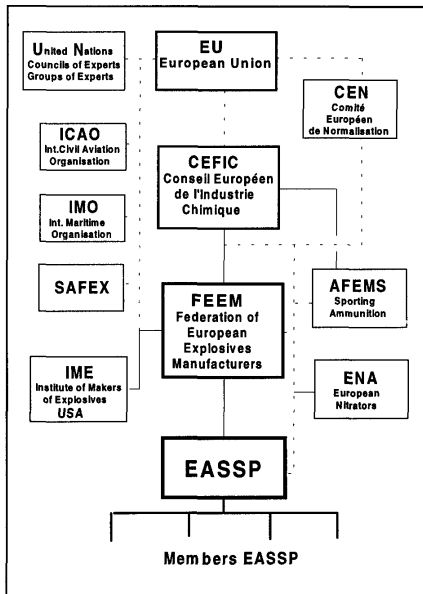 United Nations
Councils of Experts
Groups of Experts
EU
European Union
CEN
Comité
Européen
de Normalisation
ICAO
Int.Civil Aviation
Organisation
CEFIC
Conseil Européen
de l'Industrie
Chimique
IMO
Int. Maritime
Organisation
SAFEX
FEEM
Federation of
European
Explosives
Manufacturers
AFEMS
Sporting
Ammunition
IME
Institute of Makers
of Explosives
USA
ENA
European
Nitrators
EASSP
Members EASSP